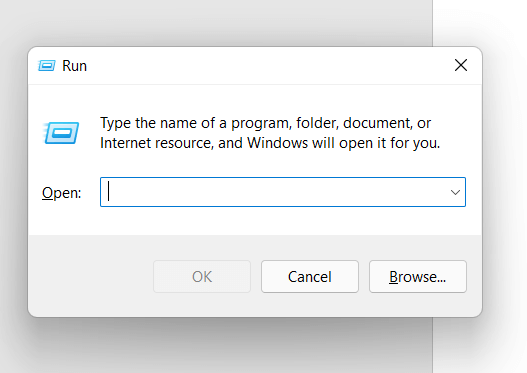 Run
Type the name of a program, folder, document, or
Internet resource, and Windows will open it for you.
Open:
OK
Cancel
Browse...